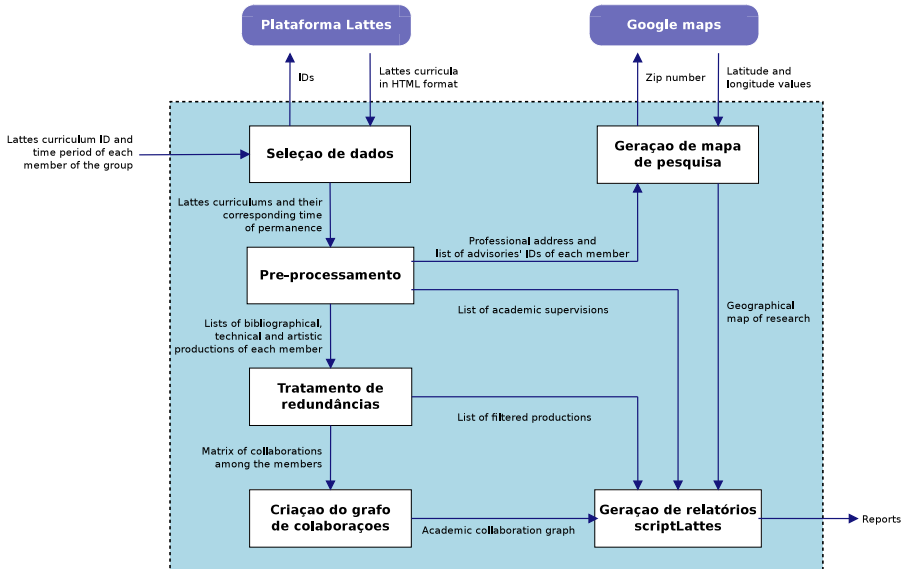 Plataforma Lattes
Google maps
IDs
Lattes curricula
in HTML format
Zip number
Latitude and
longitude values
Lattes curriculum ID and
time period of each
member of the group
Seleçao de dados
Geraçao de mapa
de pesquisa
Lattes curriculums and their
corresponding time
of permanence
Professional address and
list of advisories' IDs of each member
Pre–processamento
List of academic supervisions
Geographical
map of research
Lists of bibliographical,
technical and artistic
productions of each member
Tratamento de
redundâncias
List of filtered productions
Matrix of collaborations
among the members
Criaçao do grafo
de colaboraçoes
Academic collaboration graph
Geraçao de relatórios
scriptLattes
Reports